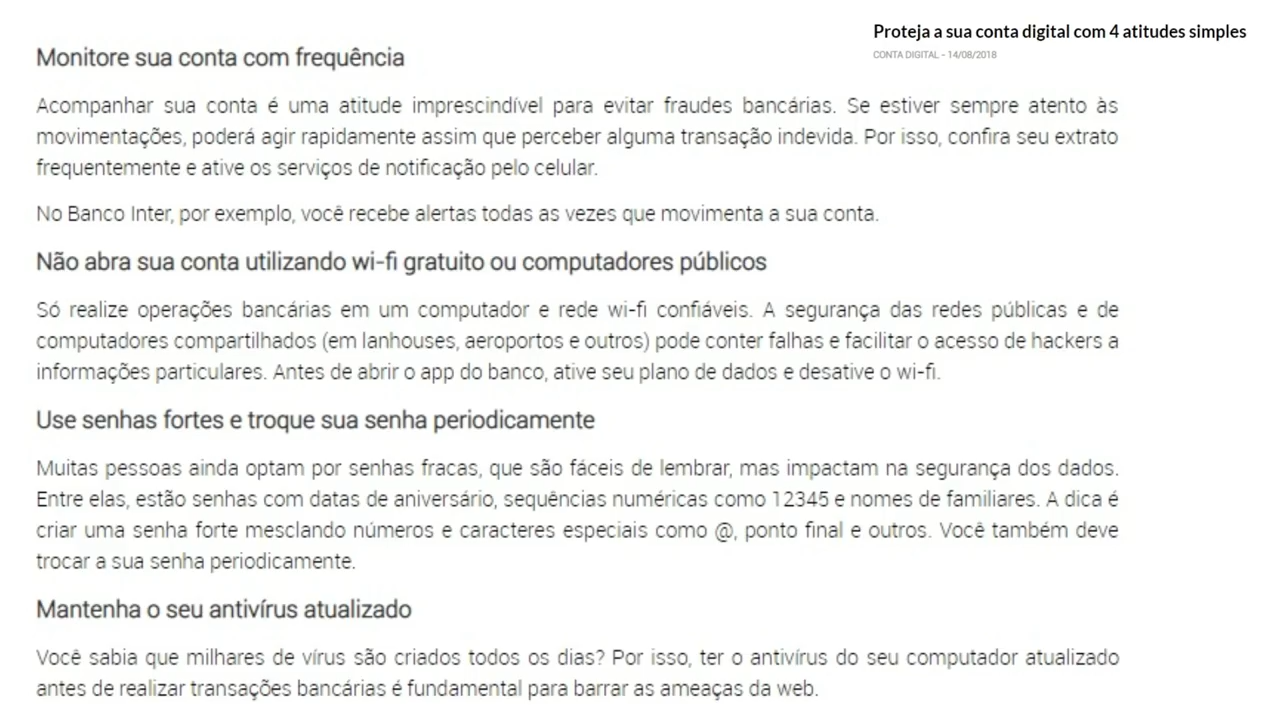 Proteja a sua conta digital com 4 atitudes simples
CONTA DIGITAL - 14/08/2018
Monitore sua conta com frequência
Acompanhar sua conta é uma atitude imprescindível para evitar fraudes bancárias. Se estiver sempre atento às
movimentações, poderá agir rapidamente assim que perceber alguma transação indevida. Por isso, confira seu extrato
frequentemente e ative os serviços de notificação pelo celular.
No Banco Inter, por exemplo, você recebe alertas todas as vezes que movimenta a sua conta.
Não abra sua conta utilizando wi-fi gratuito ou computadores públicos
Só realize operações bancárias em um computador e rede wi-fi confiáveis. A segurança das redes públicas e de
computadores compartilhados (em lanhouses, aeroportos e outros) pode conter falhas e facilitar o acesso de hackers a
informações particulares. Antes de abrir o app do banco, ative seu plano de dados e desative o wi-fi.
Use senhas fortes e troque sua senha periodicamente
Muitas pessoas ainda optam por senhas fracas, que são fáceis de lembrar, mas impactam na segurança dos dados.
Entre elas, estão senhas com datas de aniversário, sequências numéricas como 12345 e nomes de familiares. A dica é
criar uma senha forte mesclando números e caracteres especiais como @, ponto final e outros. Você também deve
trocar a sua senha periodicamente.
Mantenha o seu antivírus atualizado
Você sabia que milhares de vírus são criados todos os dias? Por isso, ter o antivírus do seu computador atualizado
antes de realizar transações bancárias é fundamental para barrar as ameaças da web.